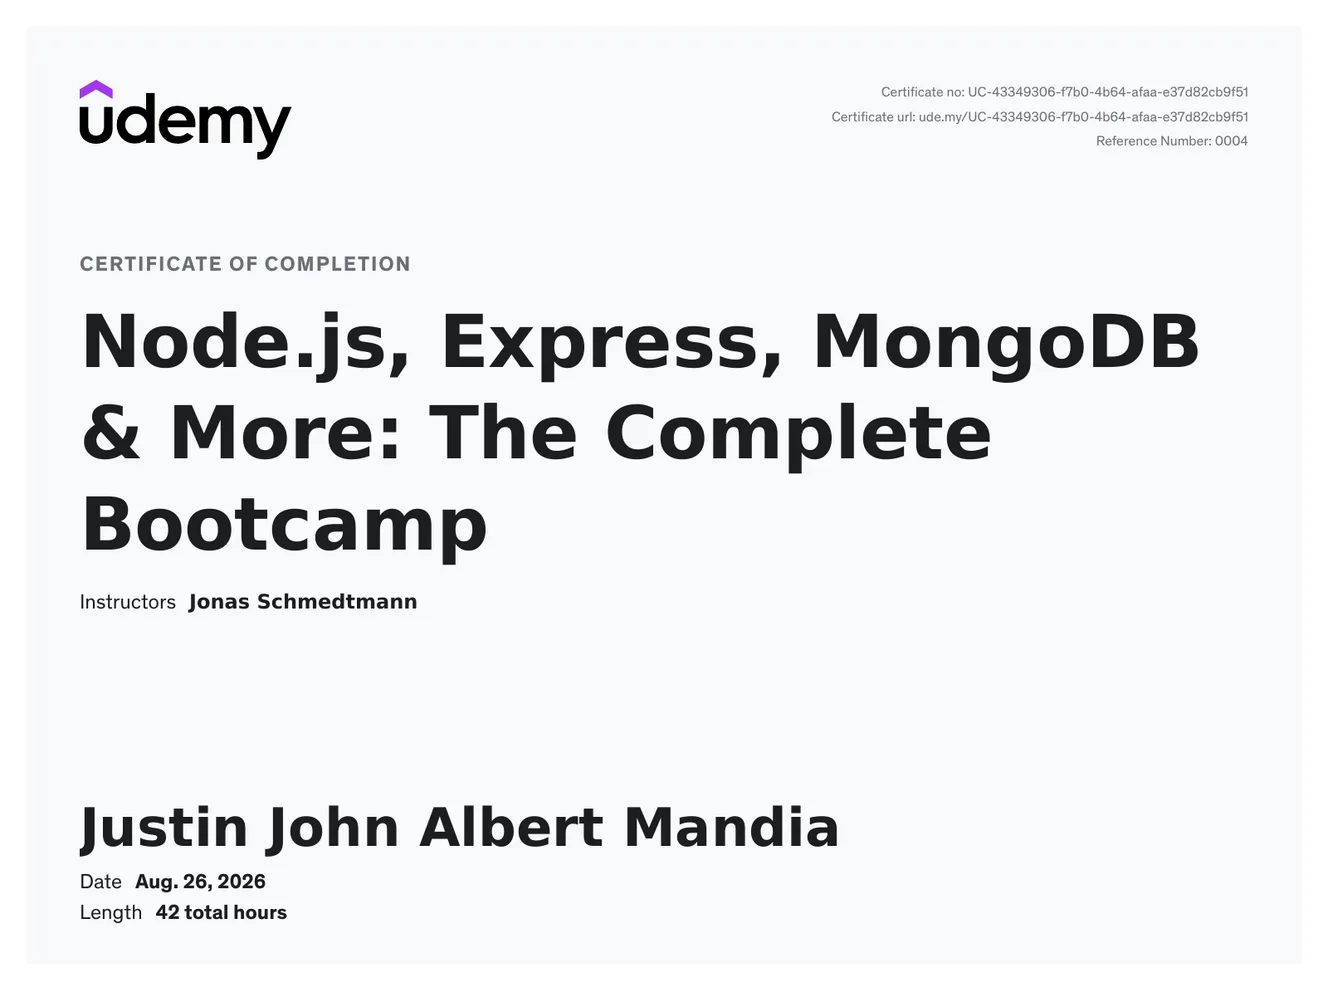 udemy
Certificate no: UC-43349306-f7b0-4b64-afaa-e37d82cb9f51
Certificate url: ude.my/UC-43349306-f7b0-4b64-afaa-e37d82cb9f51
Reference Number: 0004
CERTIFICATE OF COMPLETION
Node.js, Express, MongoDB
& More: The Complete
Bootcamp
Instructors Jonas Schmedtmann
Justin John Albert Mandia
Date Aug. 26, 2026
Length 42 total hours